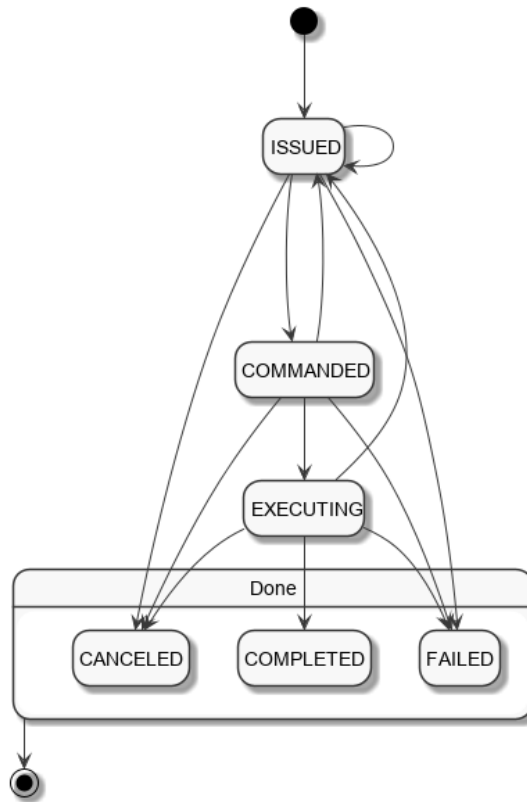 ISSUED
COMMANDED
EXECUTING
Done
CANCELED
COMPLETED
FAILED